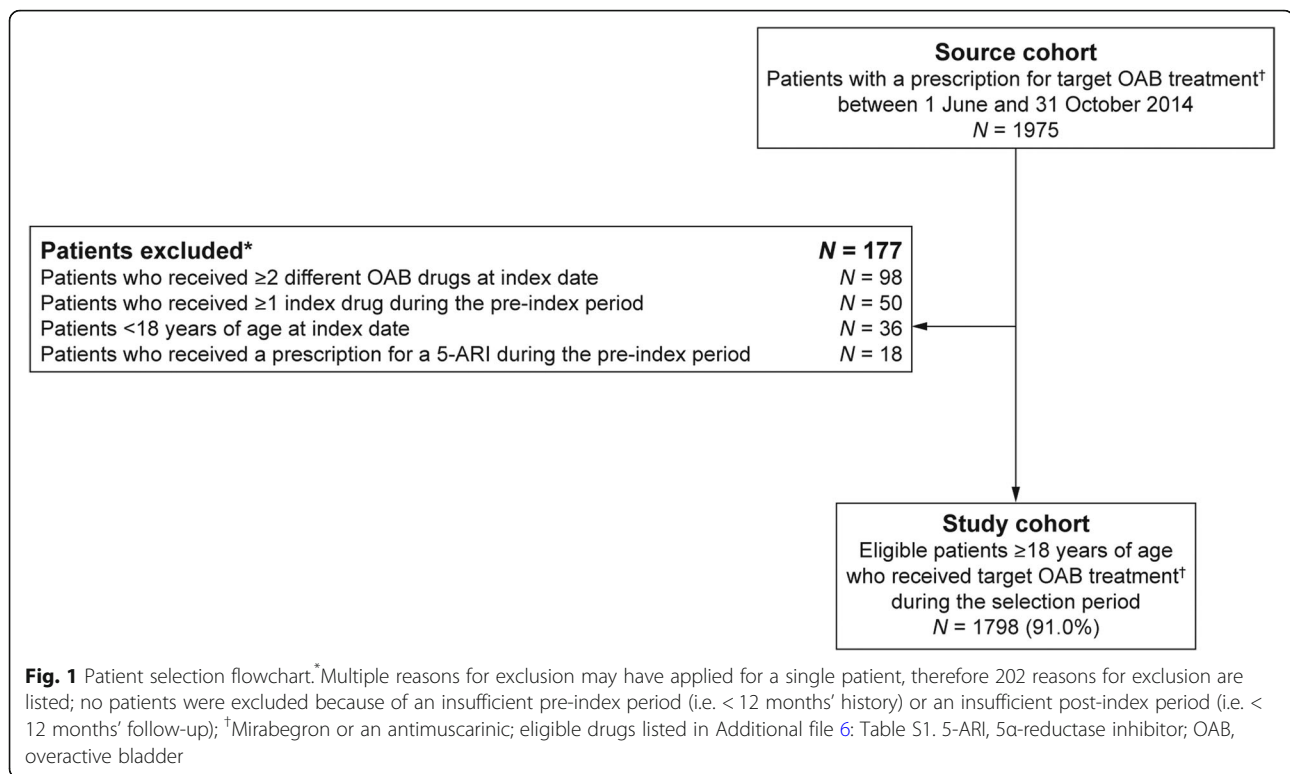 Source cohort
Patients with a prescription for target OAB treatment†
between 1 June and 31 October 2014
N = 1975
Patients excluded* N = 177
Patients who received ≥2 different OAB drugs at index date N = 98
Patients who received ≥1 index drug during the pre-index period N = 50
Patients <18 years of age at index date N = 36
Patients who received a prescription for a 5-ARI during the pre-index period N = 18
Study cohort
Eligible patients ≥18 years of age
who received target OAB treatment†
during the selection period
N = 1798 (91.0%)
Fig. 1 Patient selection flowchart.*Multiple reasons for exclusion may have applied for a single patient, therefore 202 reasons for exclusion are
listed; no patients were excluded because of an insufficient pre-index period (i.e. < 12 months' history) or an insufficient post-index period (i.e. <
12 months' follow-up); †Mirabegron or an antimuscarinic; eligible drugs listed in Additional file 6: Table S1. 5-ARI, 5α-reductase inhibitor; OAB,
overactive bladder